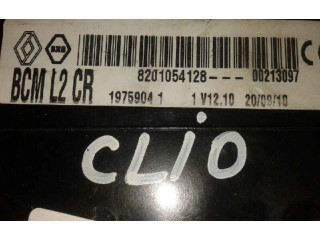 BCM L2 CR
8201054128--- 00213097
1975904 1 1 V12.10 20/09/10
CLIO